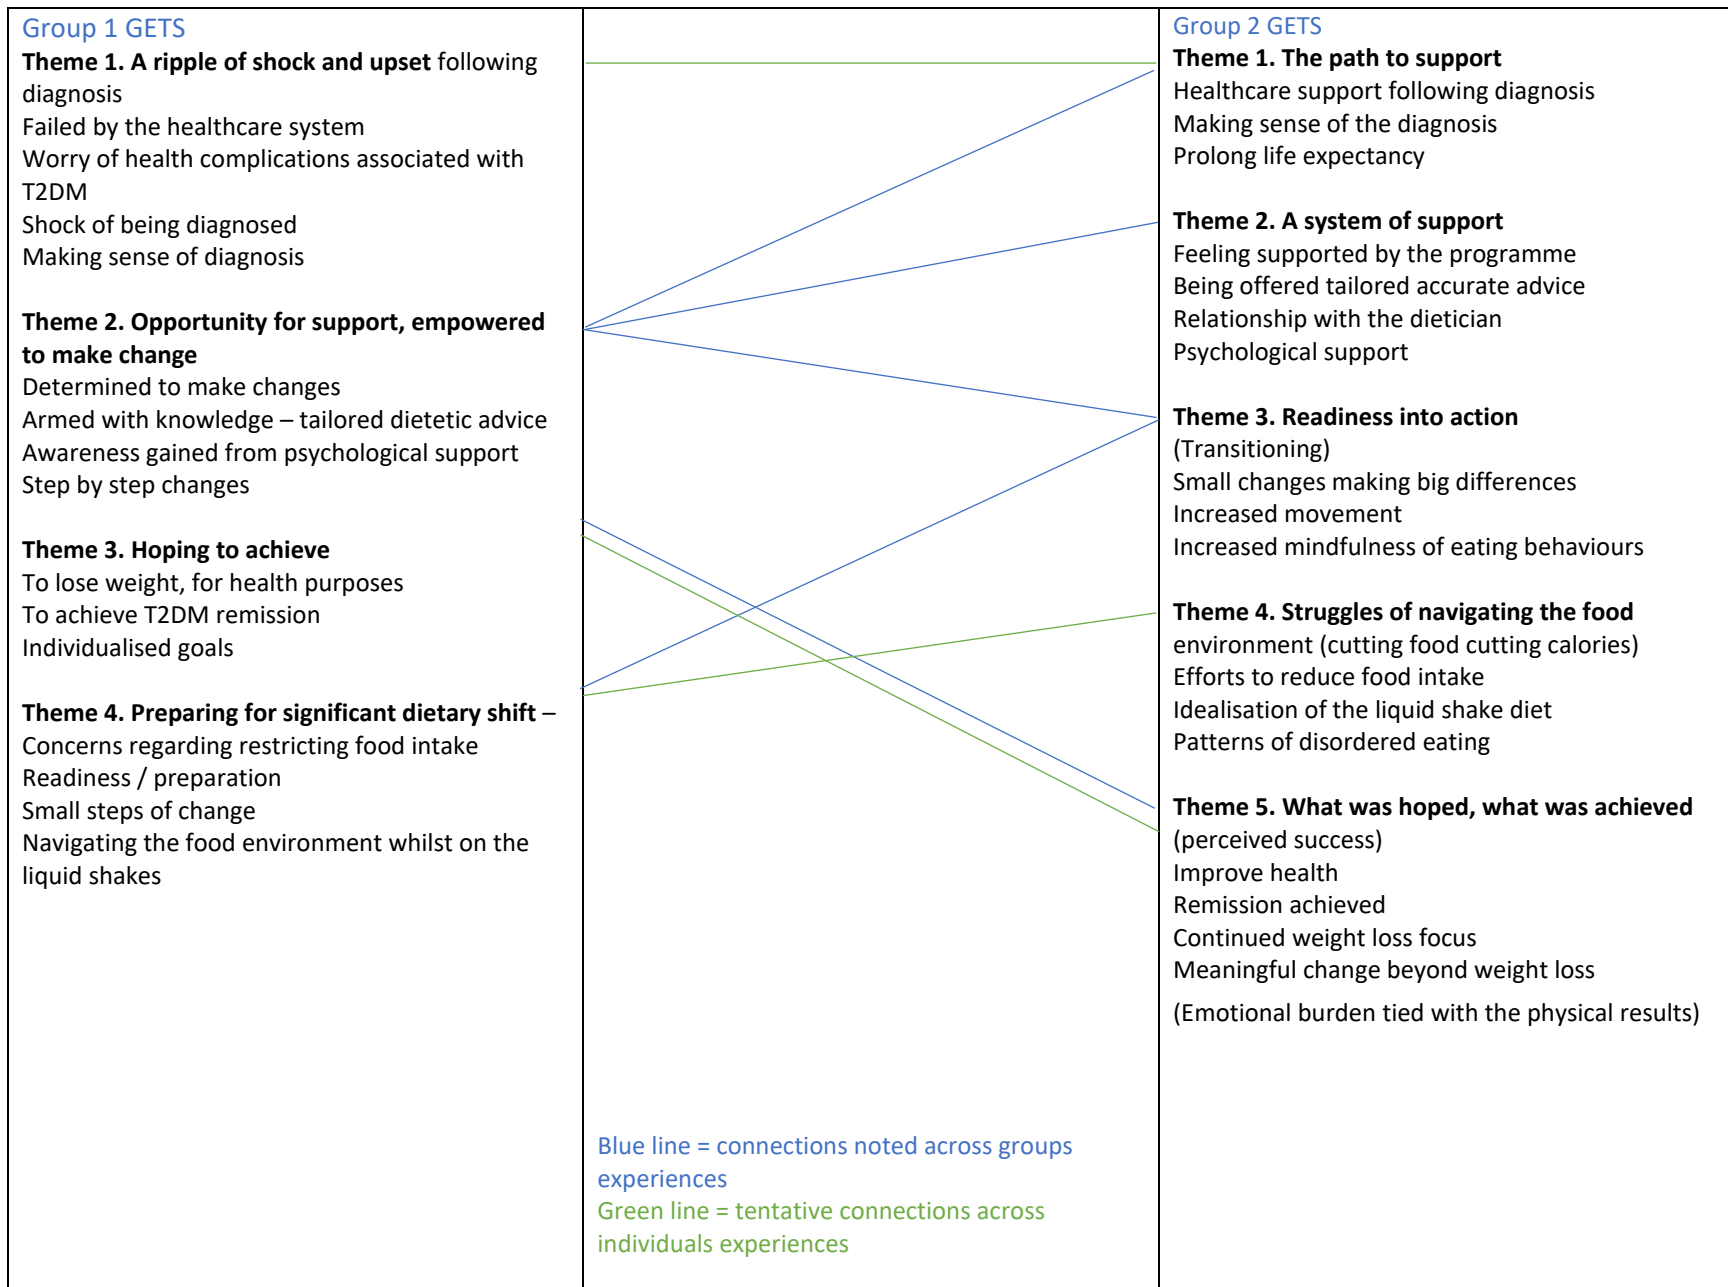 Group 1 GETS
Theme 1. A ripple of shock and upset following
diagnosis
Failed by the healthcare system
Worry of health complications associated with
T2DM
Shock of being diagnosed
Making sense of diagnosis
Theme 2. Opportunity for support, empowered
to make change
Determined to make changes
Armed with knowledge – tailored dietetic advice
Awareness gained from psychological support
Step by step changes
Theme 3. Hoping to achieve
To lose weight, for health purposes
To achieve T2DM remission
Individualised goals
Theme 4. Preparing for significant dietary shift –
Concerns regarding restricting food intake
Readiness / preparation
Small steps of change
Navigating the food environment whilst on the
liquid shakes
Blue line = connections noted across groups
experiences
Green line = tentative connections across
individuals experiences
Group 2 GETS
Theme 1. The path to support
Healthcare support following diagnosis
Making sense of the diagnosis
Prolong life expectancy
Theme 2. A system of support
Feeling supported by the programme
Being offered tailored accurate advice
Relationship with the dietician
Psychological support
Theme 3. Readiness into action
(Transitioning)
Small changes making big differences
Increased movement
Increased mindfulness of eating behaviours
Theme 4. Struggles of navigating the food
environment (cutting food cutting calories)
Efforts to reduce food intake
Idealisation of the liquid shake diet
Patterns of disordered eating
Theme 5. What was hoped, what was achieved
(perceived success)
Improve health
Remission achieved
Continued weight loss focus
Meaningful change beyond weight loss
(Emotional burden tied with the physical results)